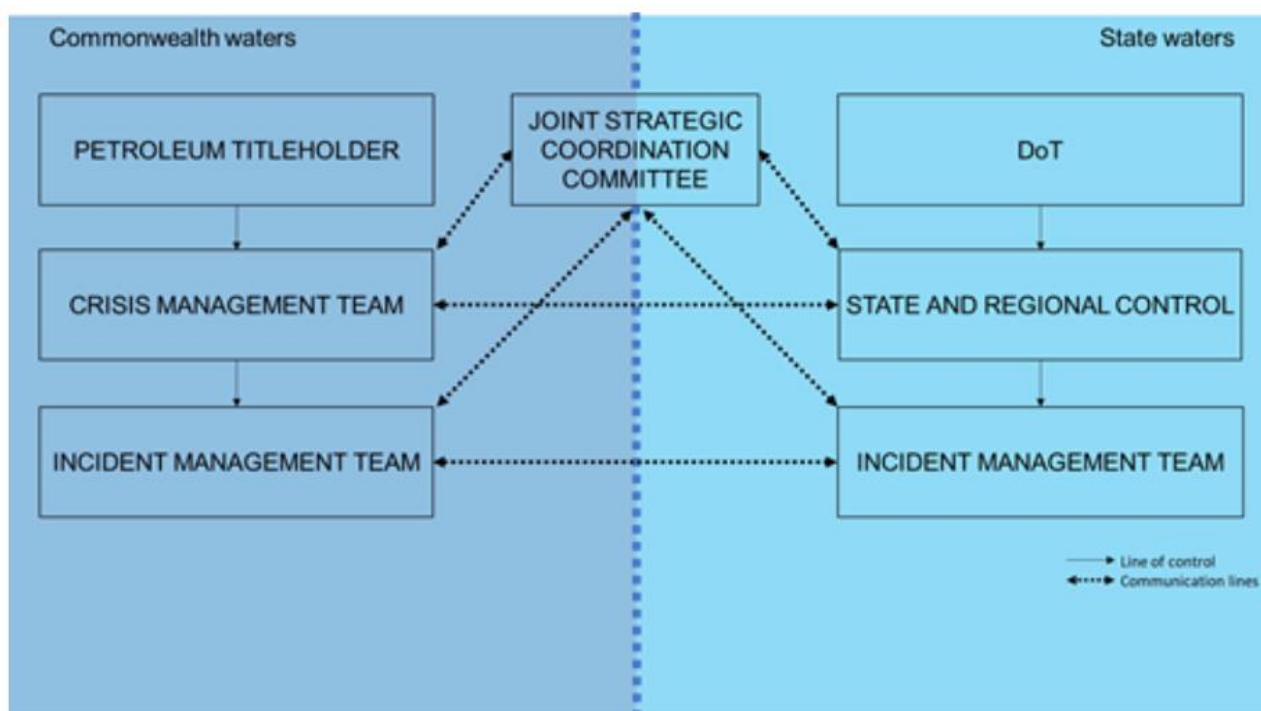 Commonwealth waters
State waters
PETROLEUM TITLEHOLDER
JOINT STRATEGIC
COORDINATION
COMMITTEE
DoT
CRISIS MANAGEMENT TEAM
STATE AND REGIONAL CONTROL
INCIDENT MANAGEMENT TEAM
INCIDENT MANAGEMENT TEAM
Line of control
Communication lines